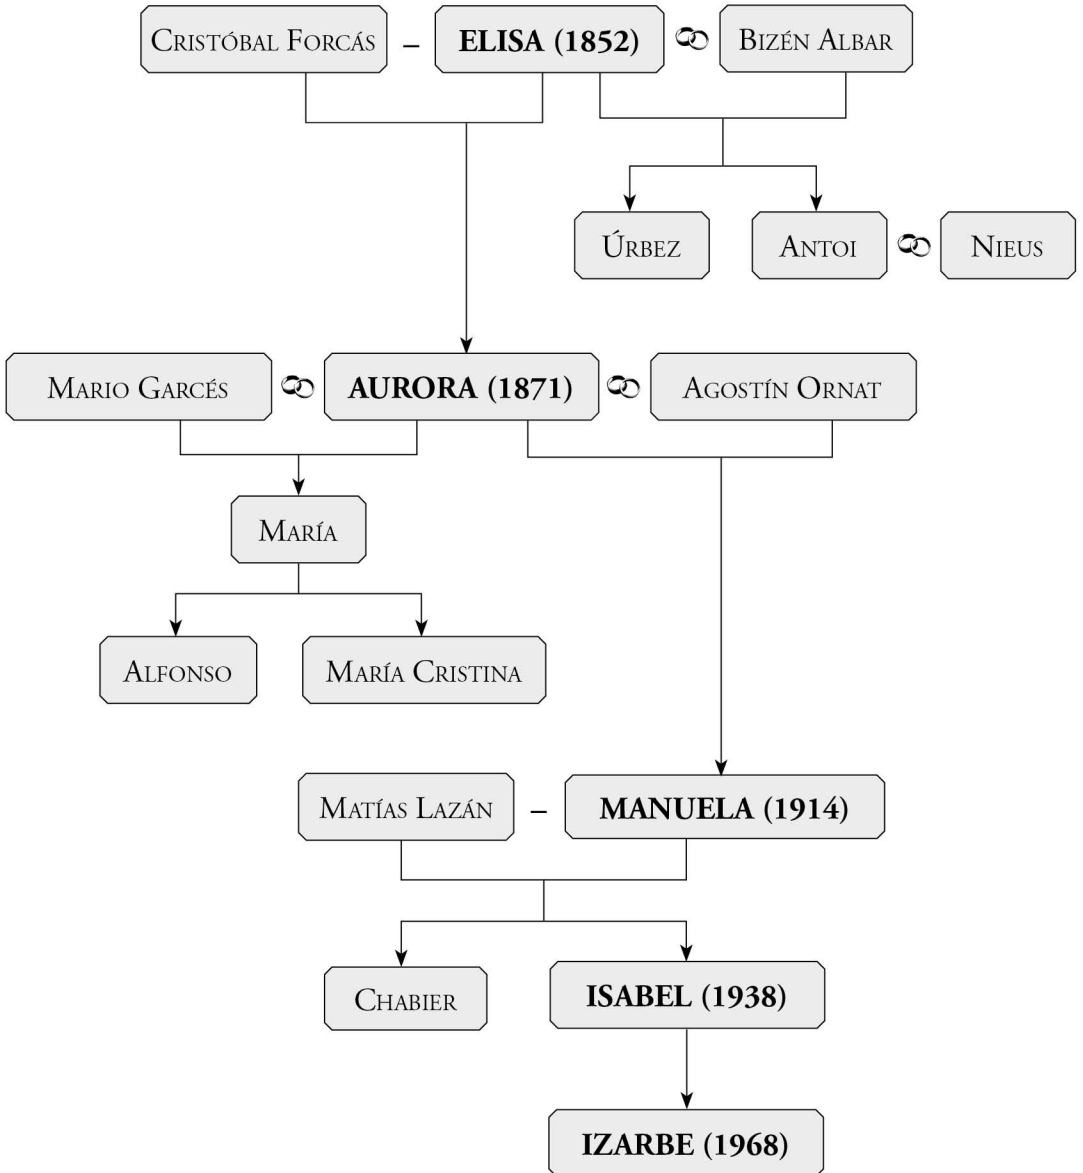 CRISTÓBAL FORCÁS – ELISA (1852) BIZÉN ALBAR
ÚRBEZ ANTOI NIEUS
MARIO GARCÉS AURORA (1871) AGOSTÍN ORNAT
MARÍA
ALFONSO MARÍA CRISTINA
MATÍAS LAZÁN – MANUELA (1914)
CHABIER ISABEL (1938)
IZARBE (1968)